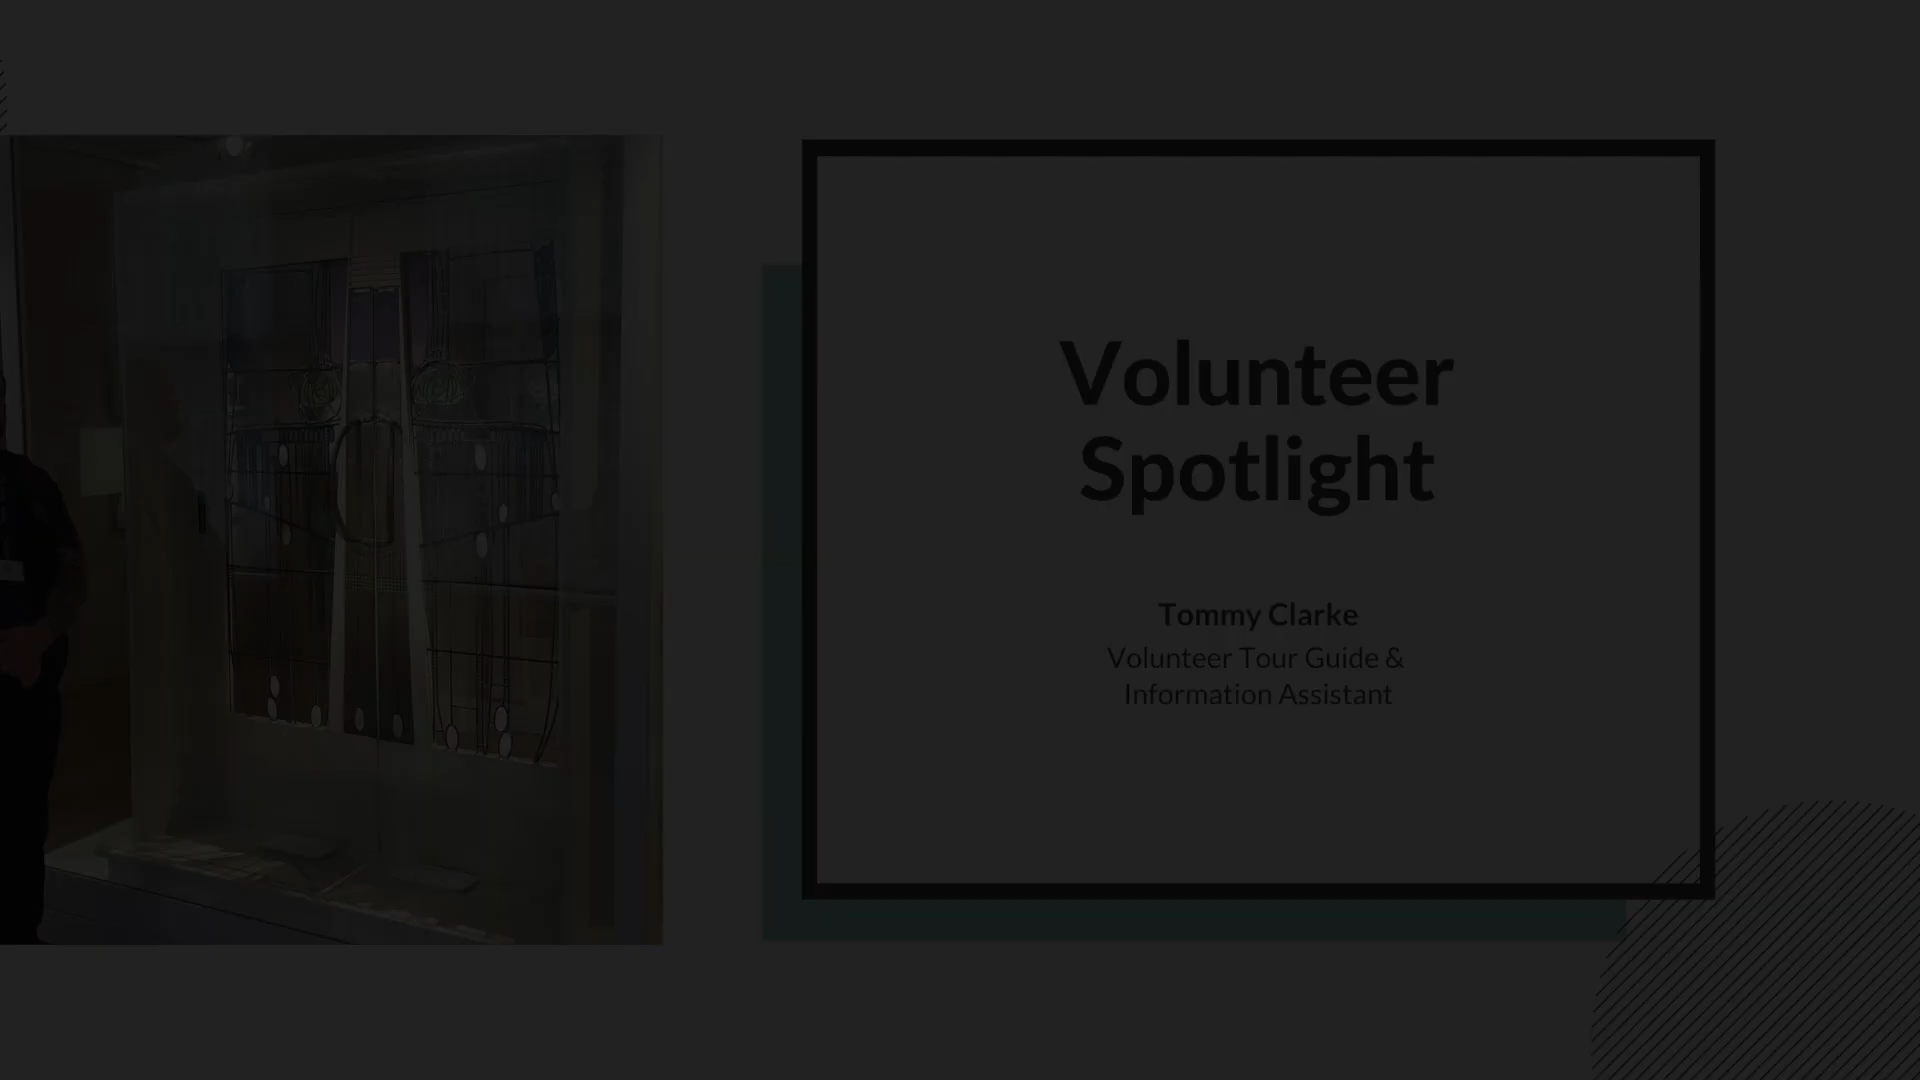 Volunteer
Spotlight
Tommy Clarke
Volunteer Tour Guide &
Information Assistant